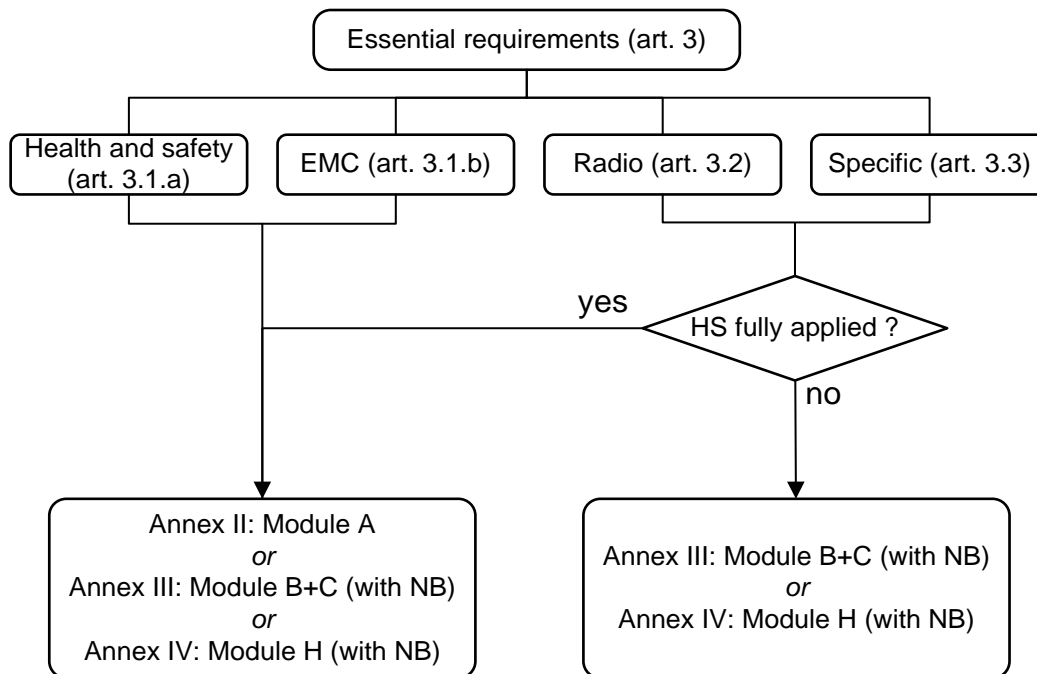 Essential requirements (art. 3)
Health and safety
(art. 3.1.a)
EMC (art. 3.1.b)
Radio (art. 3.2)
Specific (art. 3.3)
yes
HS fully applied ?
no
Annex II: Module A
or
Annex III: Module B+C (with NB)
or
Annex IV: Module H (with NB)
Annex III: Module B+C (with NB)
or
Annex IV: Module H (with NB)